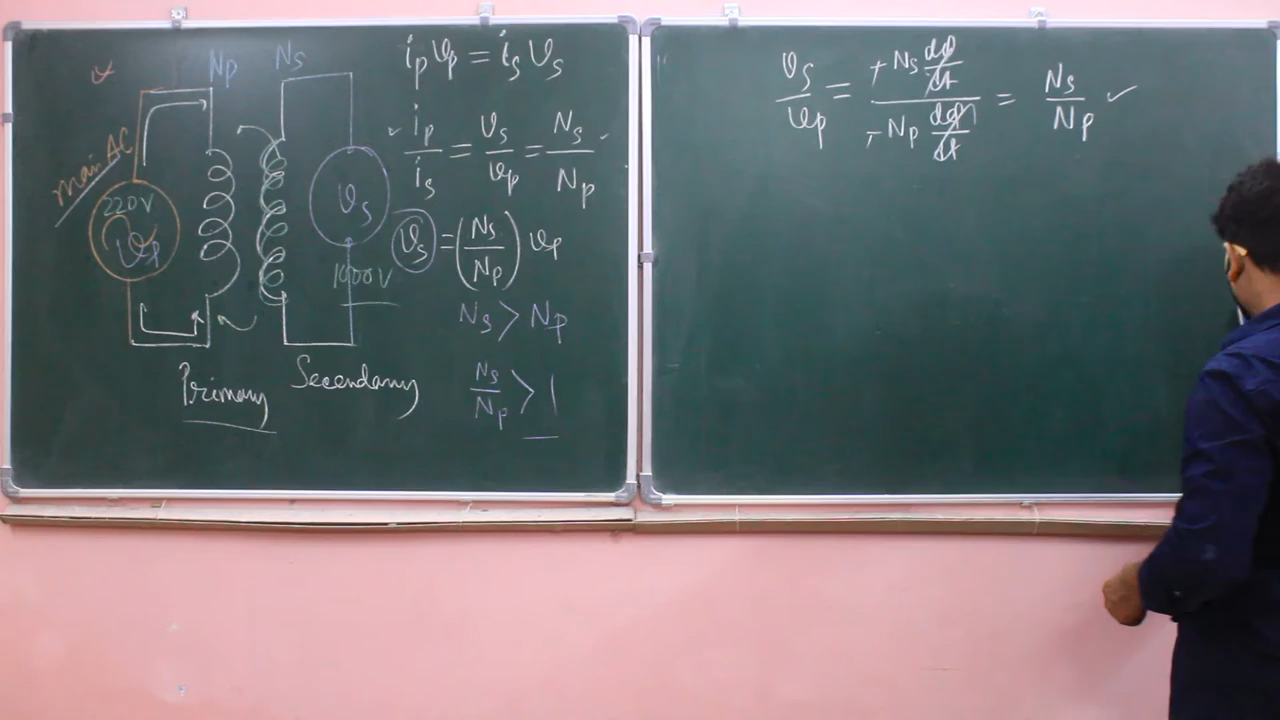 Np Ns
main AC
220V
Vp
Vs
1000V
Primary Secendamy
ip vp = is vs
ip/is = vs/vp = Ns/Np
vs = (Ns/Np) vp
Ns > Np
Ns/Np > 1
vs/vp = -Ns dφ/dt / -Np dφ/dt = Ns/Np ✓